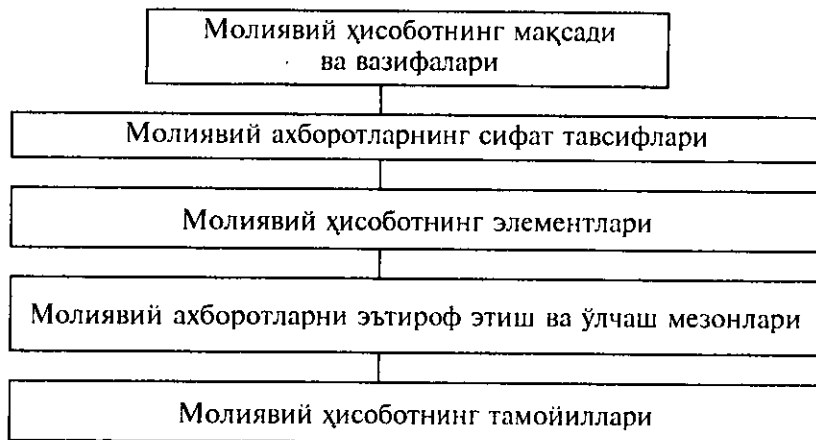 Молиявий ҳисоботнинг мақсади
ва вазифалари
Молиявий ахборотларнинг сифат тавсифлари
Молиявий ҳисоботнинг элементлари
Молиявий ахборотларни эътироф этиш ва ўлчаш мезонлари
Молиявий ҳисоботнинг тамойиллари